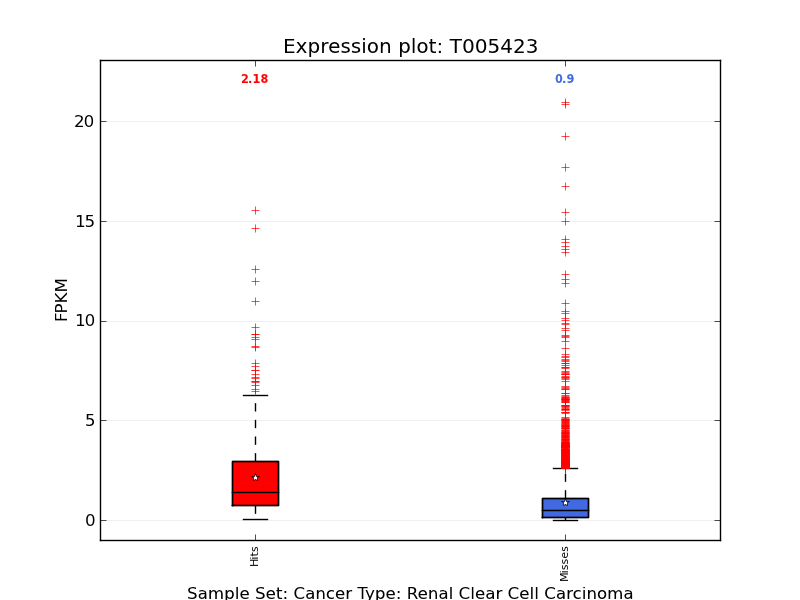 Expression plot: T005423
2.18
0.9
20
15
10
5
0
FPKM
Hits
Misses
Sample Set: Cancer Type: Renal Clear Cell Carcinoma